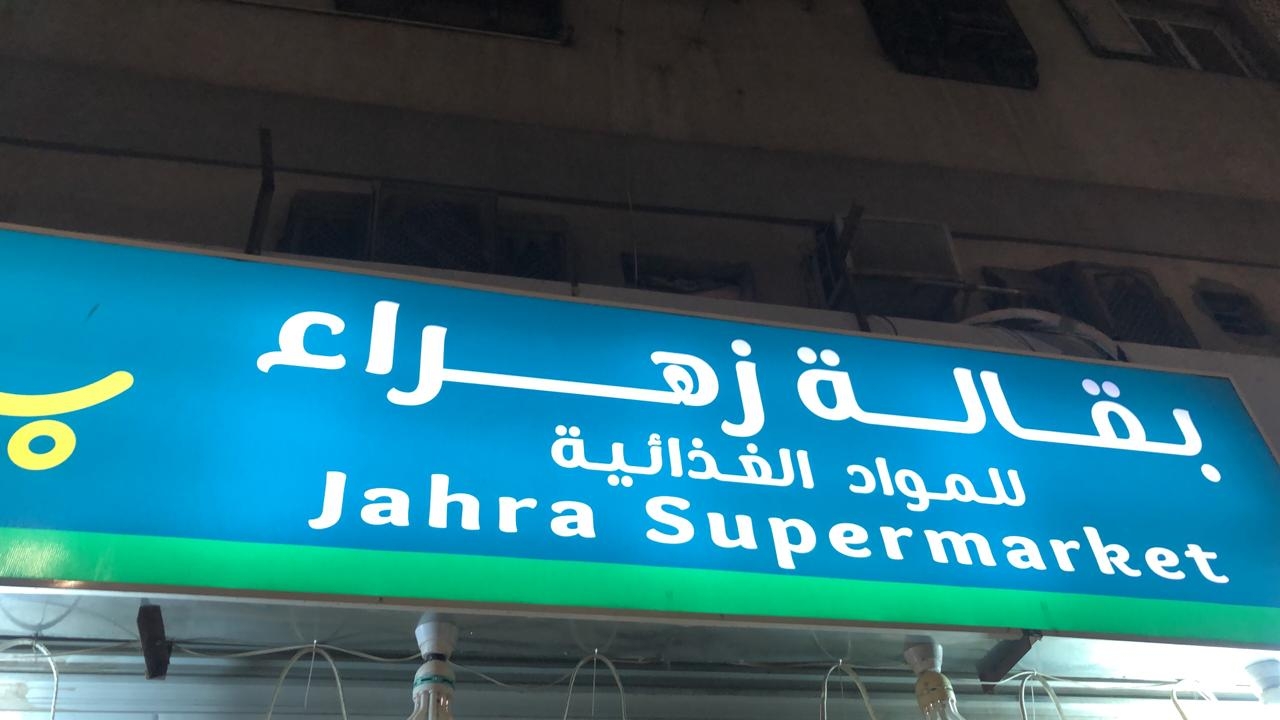 بقالة زهراء
للمواد الغذائية
Jahra Supermarket